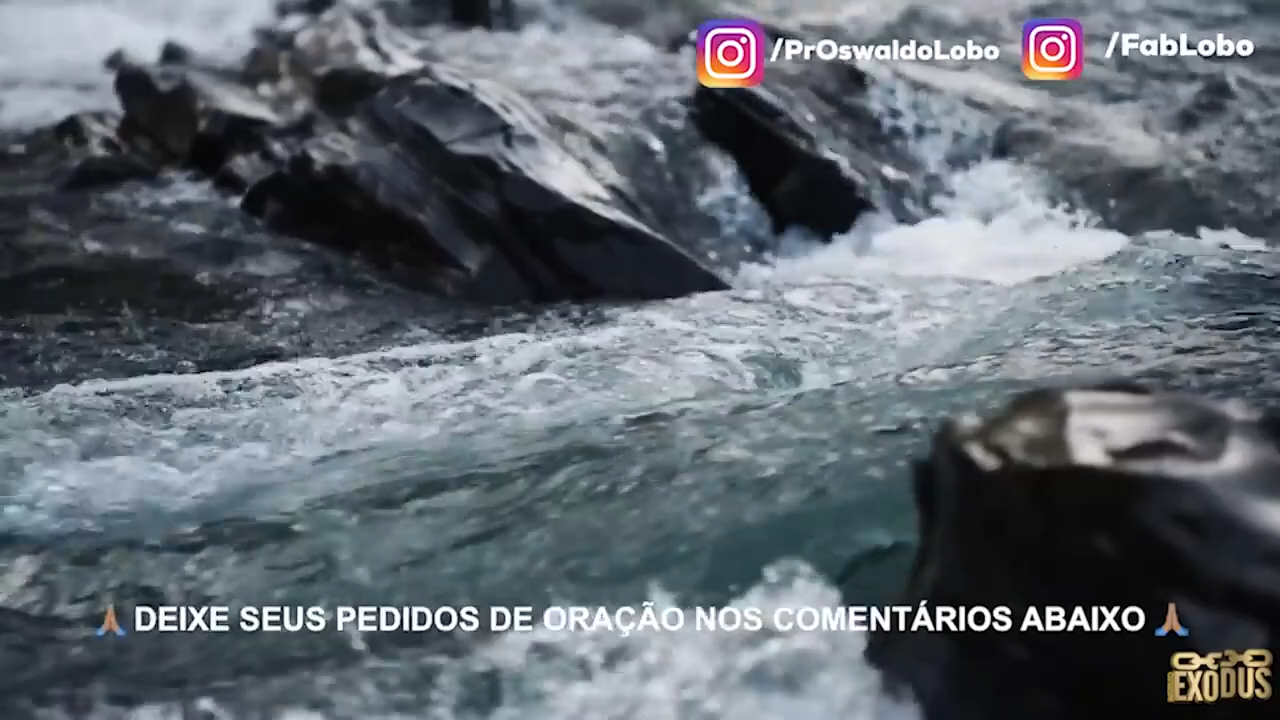 /PrOswaldoLobo /FabLobo
🙏🏽 DEIXE SEUS PEDIDOS DE ORAÇÃO NOS COMENTÁRIOS ABAIXO 🙏🏽
EXODUS